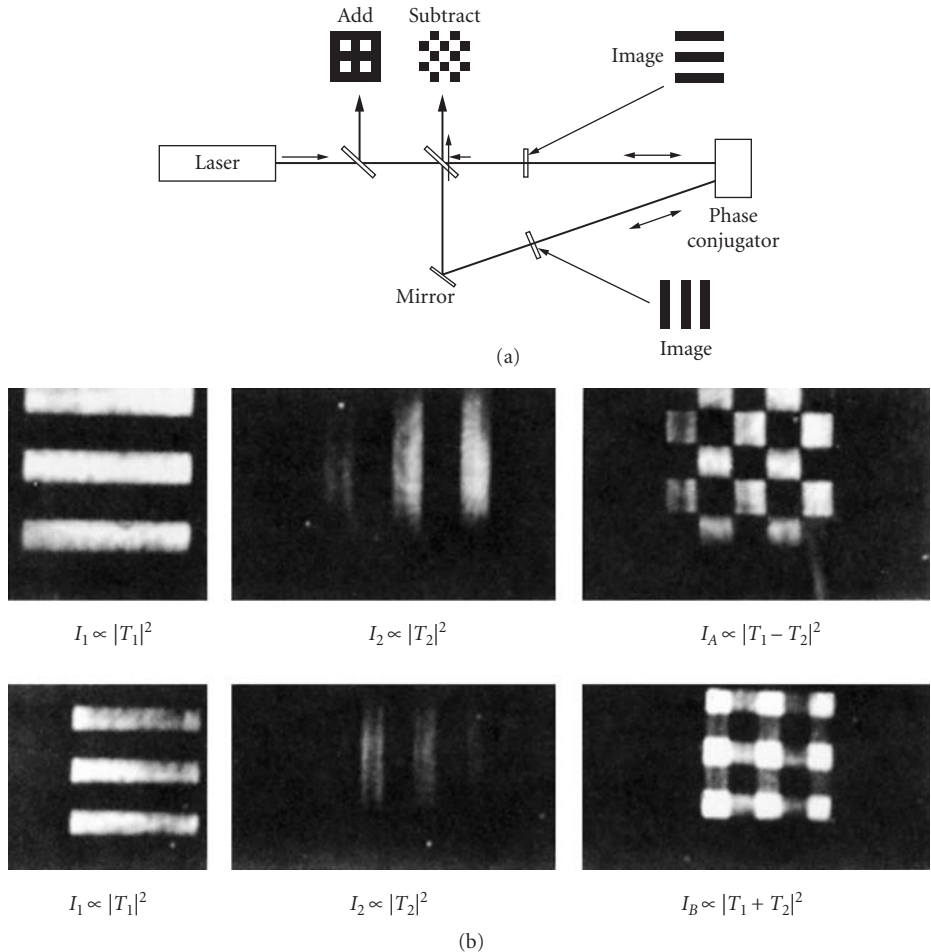 Add Subtract
Image
Laser
Phase
conjugator
Mirror
Image
(a)
I₁ ∝ |T₁|² I₂ ∝ |T₂|² I_A ∝ |T₁ – T₂|²
I₁ ∝ |T₁|² I₂ ∝ |T₂|² I_B ∝ |T₁ + T₂|²
(b)